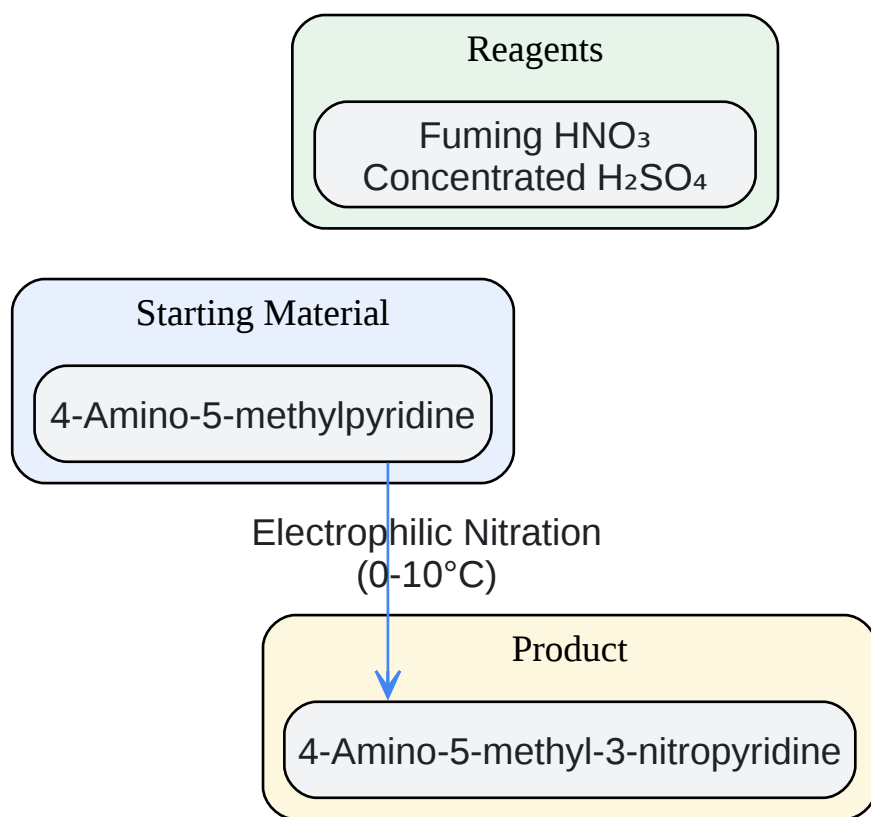 Reagents
Fuming HNO₃
Concentrated H₂SO₄
Starting Material
4-Amino-5-methylpyridine
Electrophilic Nitration
(0-10°C)
Product
4-Amino-5-methyl-3-nitropyridine